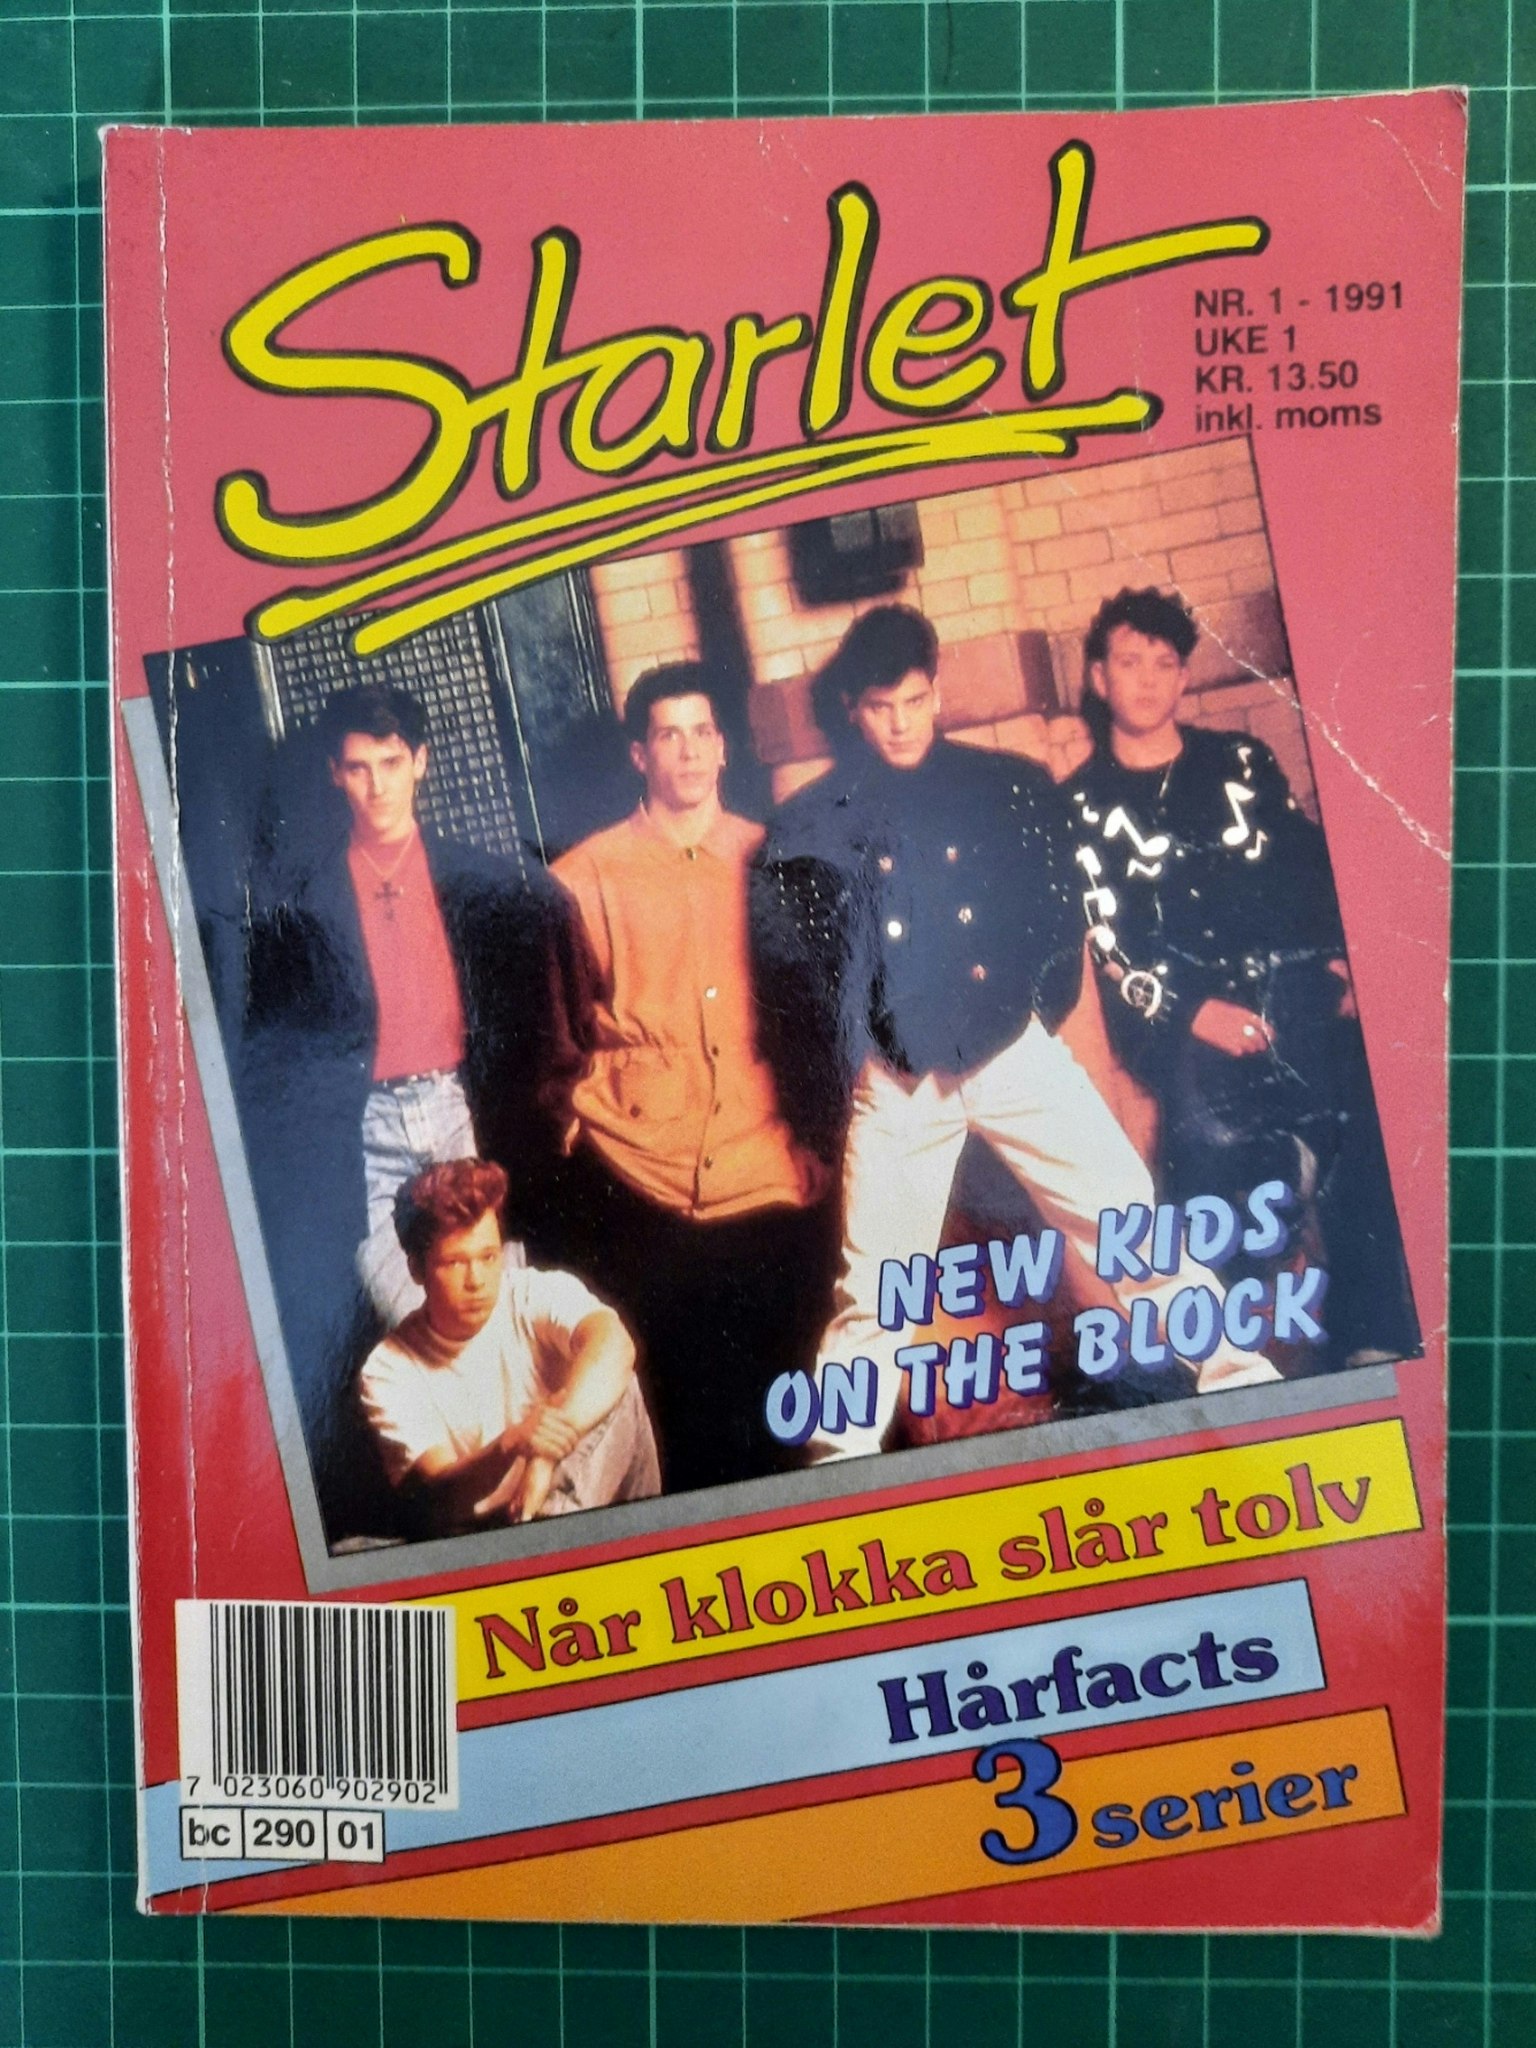 Starlet
NR. 1 - 1991
UKE 1
KR. 13.50
inkl. moms
NEW KIDS
ON THE BLOCK
Når klokka slår tolv
Hårfacts
3 serier
7 023060 902902
bc 290 01